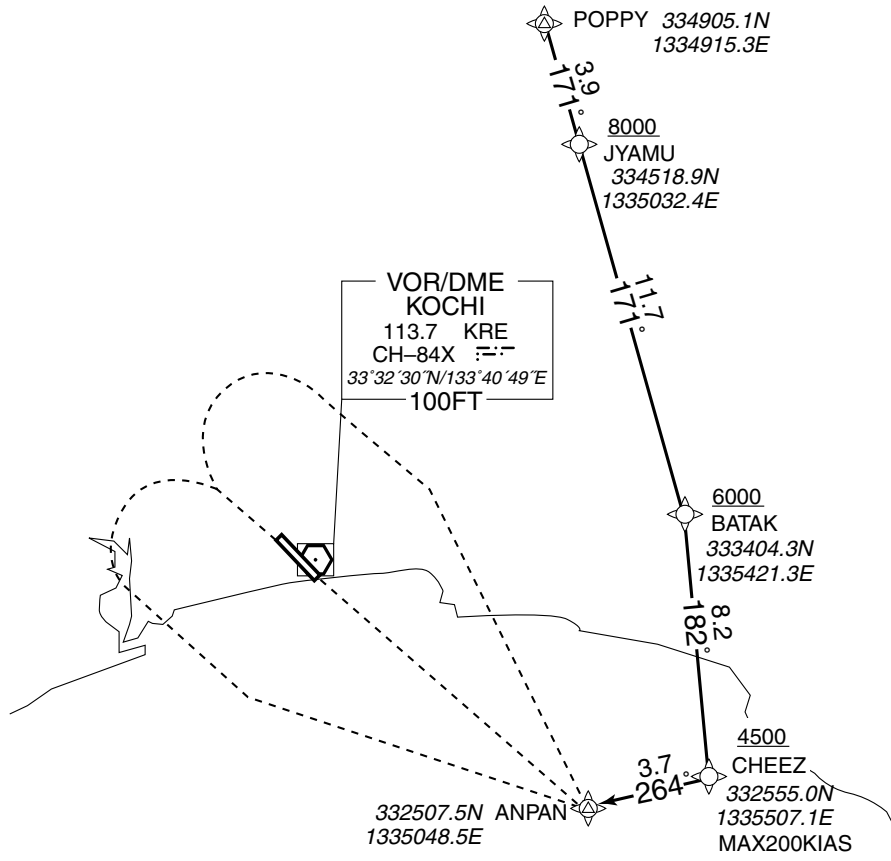 POPPY 334905.1N
1334915.3E
3.9
171°
8000
JYAMU
334518.9N
1335032.4E
11.7
171°
VOR/DME
KOCHI
113.7 KRE
CH–84X
33°32´30˝N/133°40´49˝E
100FT
6000
BATAK
333404.3N
1335421.3E
8.2
182°
4500
CHEEZ
332555.0N
1335507.1E
MAX200KIAS
3.7
264°
332507.5N ANPAN
1335048.5E